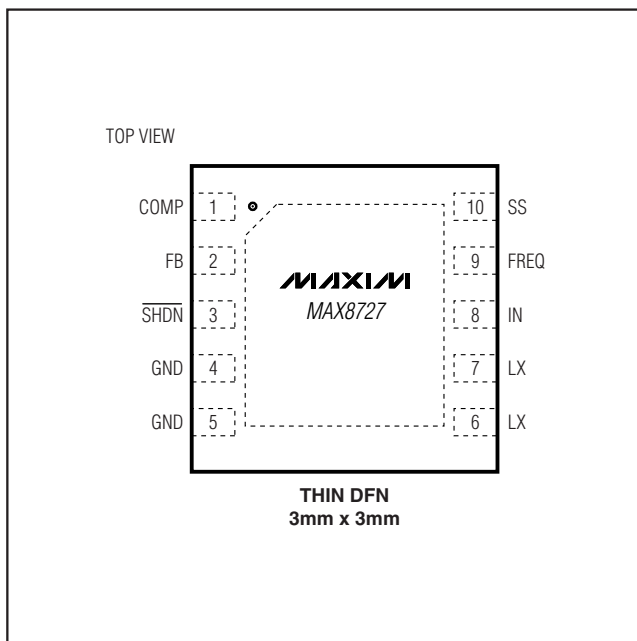 TOP VIEW
COMP 1 10 SS
FB 2 9 FREQ
MAXIM
SHDN 3 MAX8727 8 IN
GND 4 7 LX
GND 5 6 LX
THIN DFN
3mm x 3mm